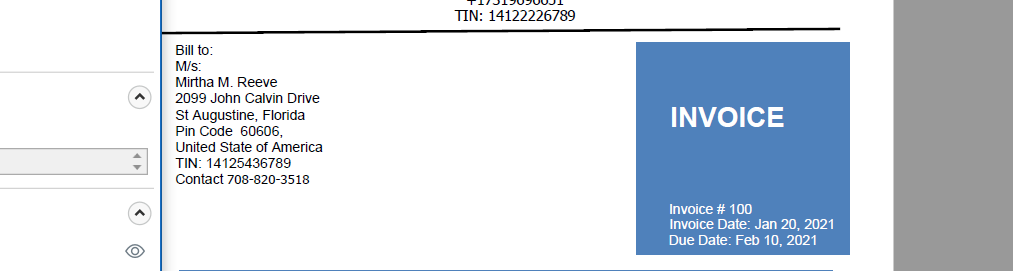 TIN: 14122226789
Bill to:
M/s:
Mirtha M. Reeve
2099 John Calvin Drive
St Augustine, Florida
Pin Code  60606,
United State of America
TIN: 14125436789
Contact 708-820-3518
INVOICE
Invoice # 100
Invoice Date: Jan 20, 2021
Due Date: Feb 10, 2021